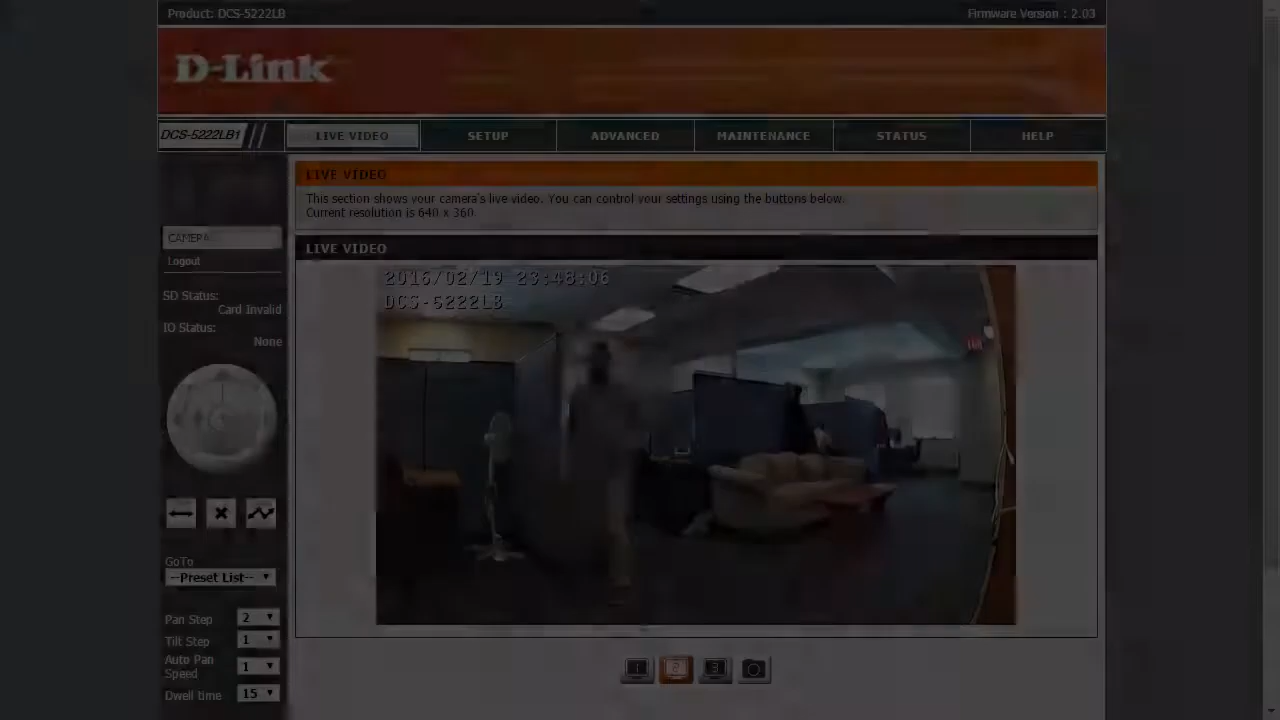 Product: DCS-5222LB
Firmware Version : 2.03
D-Link
DCS-5222LB1
LIVE VIDEO
SETUP
ADVANCED
MAINTENANCE
STATUS
HELP
LIVE VIDEO
This section shows your camera's live video. You can control your settings using the buttons below.
Current resolution is 640 x 360
CAMERA
LIVE VIDEO
Logout
2016/02/19 23:48:06
DCS-5222LB
SD Status:
Card Invalid
IO Status:
None
GoTo
--Preset List--
Pan Step
2
Tilt Step
1
Auto Pan
Speed
1
Dwell time
15
1
2
3